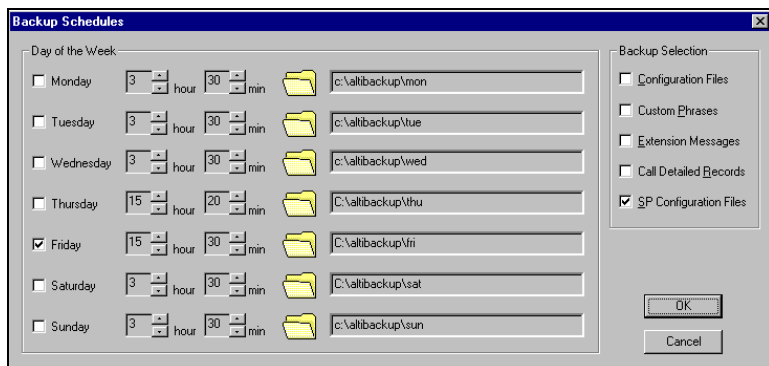 Backup Schedules
Day of the Week
Monday 3 hour 30 min c:\altibackup\mon
Tuesday 3 hour 30 min c:\altibackup\tue
Wednesday 3 hour 30 min c:\altibackup\wed
Thursday 15 hour 20 min C:\altibackup\thu
Friday 15 hour 30 min C:\altibackup\fri
Saturday 3 hour 30 min C:\altibackup\sat
Sunday 3 hour 30 min c:\altibackup\sun
Backup Selection
Configuration Files
Custom Phrases
Extension Messages
Call Detailed Records
SP Configuration Files
OK
Cancel